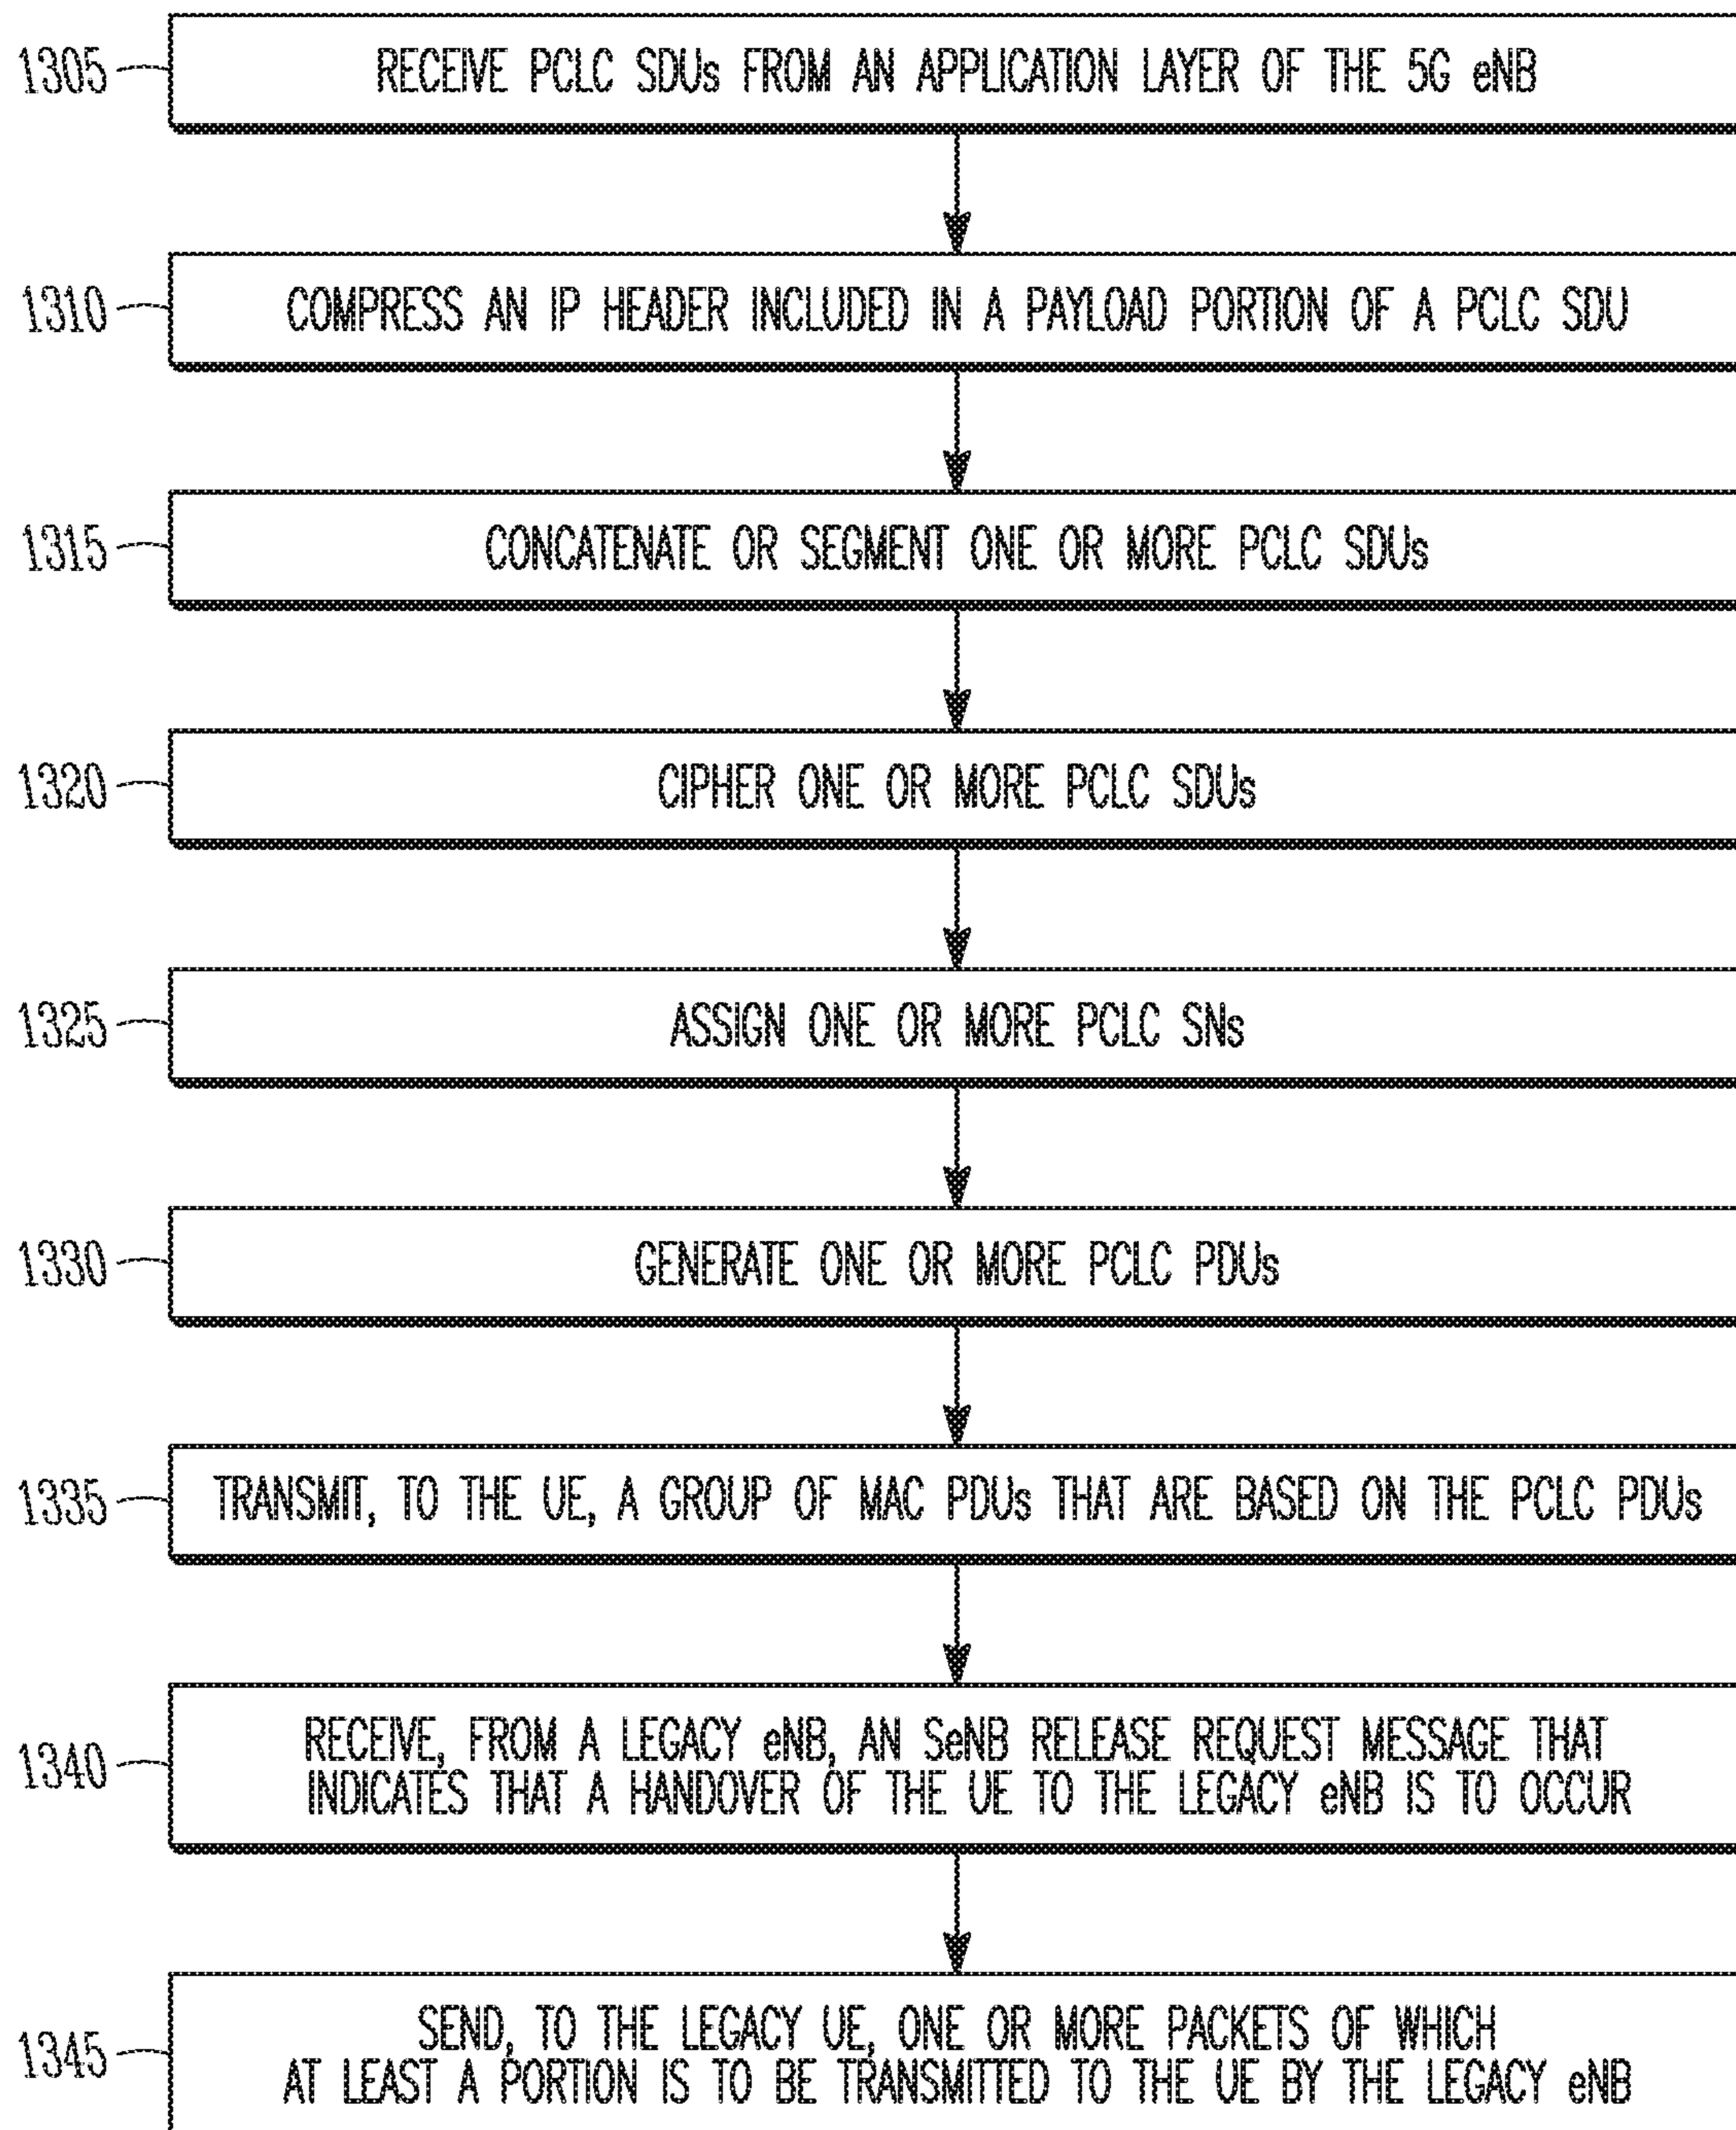 1305 RECEIVE PCLC SDUs FROM AN APPLICATION LAYER OF THE 5G eNB
1310 COMPRESS AN IP HEADER INCLUDED IN A PAYLOAD PORTION OF A PCLC SDU
1315 CONCATENATE OR SEGMENT ONE OR MORE PCLC SDUs
1320 CIPHER ONE OR MORE PCLC SDUs
1325 ASSIGN ONE OR MORE PCLC SNs
1330 GENERATE ONE OR MORE PCLC PDUs
1335 TRANSMIT, TO THE UE, A GROUP OF MAC PDUs THAT ARE BASED ON THE PCLC PDUs
1340 RECEIVE, FROM A LEGACY eNB, AN SeNB RELEASE REQUEST MESSAGE THAT
INDICATES THAT A HANDOVER OF THE UE TO THE LEGACY eNB IS TO OCCUR
1345 SEND, TO THE LEGACY UE, ONE OR MORE PACKETS OF WHICH
AT LEAST A PORTION IS TO BE TRANSMITTED TO THE UE BY THE LEGACY eNB